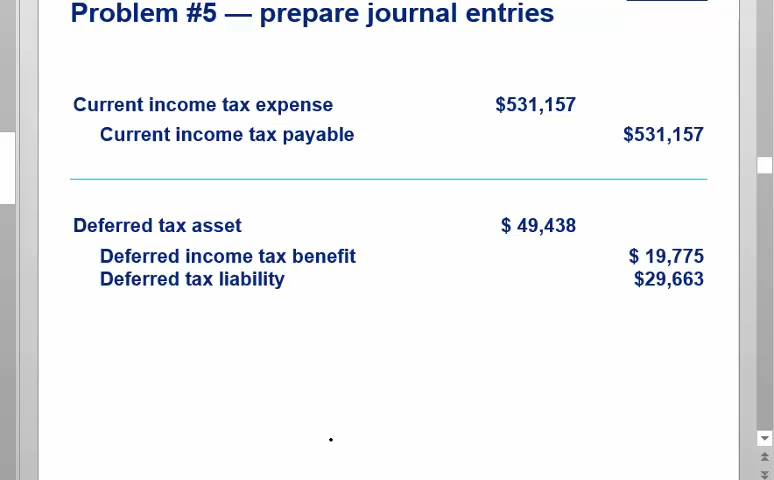 Problem #5 — prepare journal entries
Current income tax expense $531,157
Current income tax payable $531,157
Deferred tax asset $ 49,438
Deferred income tax benefit $ 19,775
Deferred tax liability $29,663